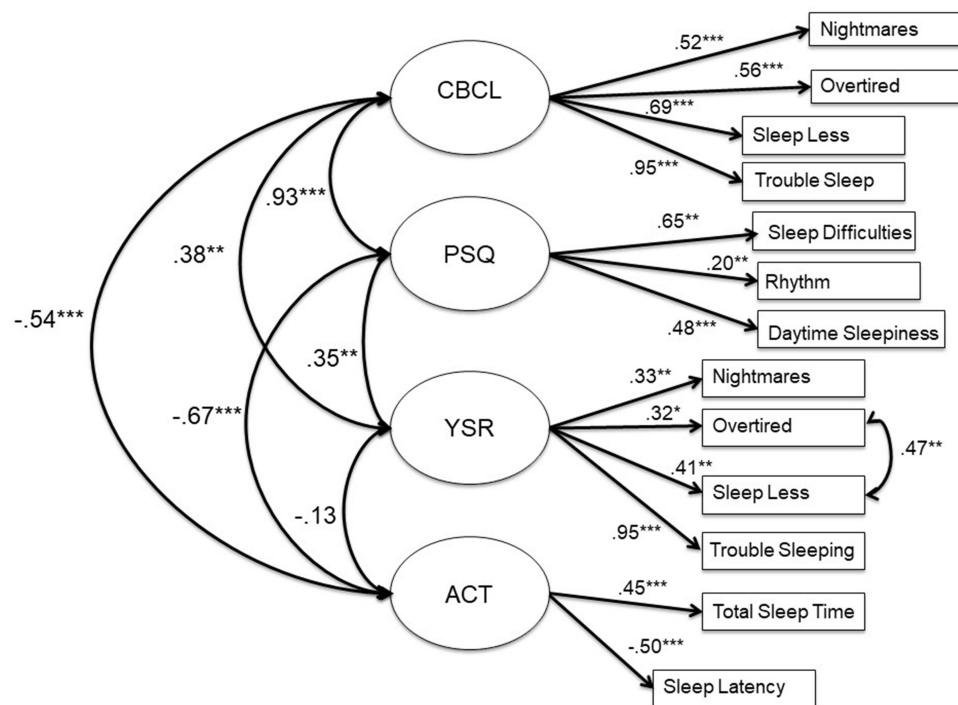 Nightmares
.52***
CBCL
.56***
Overtired
.69***
Sleep Less
.95***
Trouble Sleep
.93***
.65**
Sleep Difficulties
.38**
PSQ
.20**
Rhythm
-.54***
.48***
Daytime Sleepiness
.35**
.33**
Nightmares
-.67***
YSR
.32*
Overtired
.47**
.41**
Sleep Less
-.13
.95***
Trouble Sleeping
ACT
.45***
Total Sleep Time
-.50***
Sleep Latency